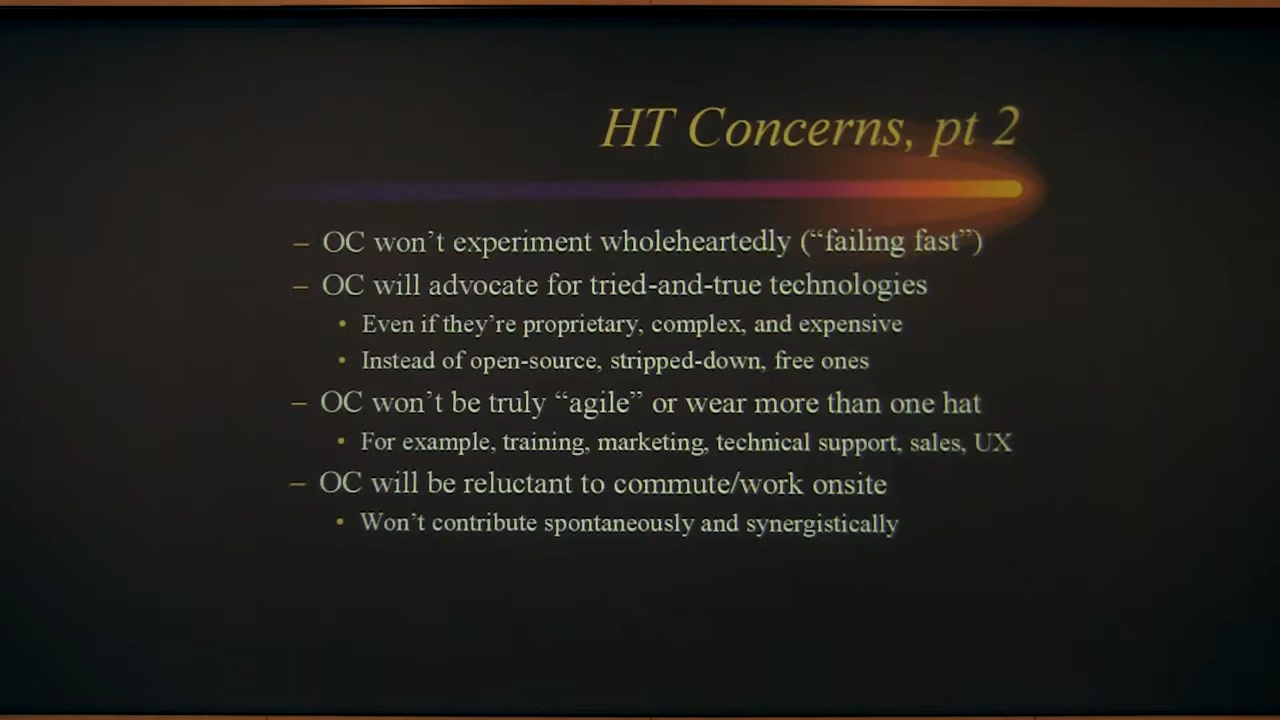 HT Concerns, pt 2
– OC won't experiment wholeheartedly (“failing fast”)
– OC will advocate for tried-and-true technologies
• Even if they're proprietary, complex, and expensive
• Instead of open-source, stripped-down, free ones
– OC won't be truly “agile” or wear more than one hat
• For example, training, marketing, technical support, sales, UX
– OC will be reluctant to commute/work onsite
• Won't contribute spontaneously and synergistically